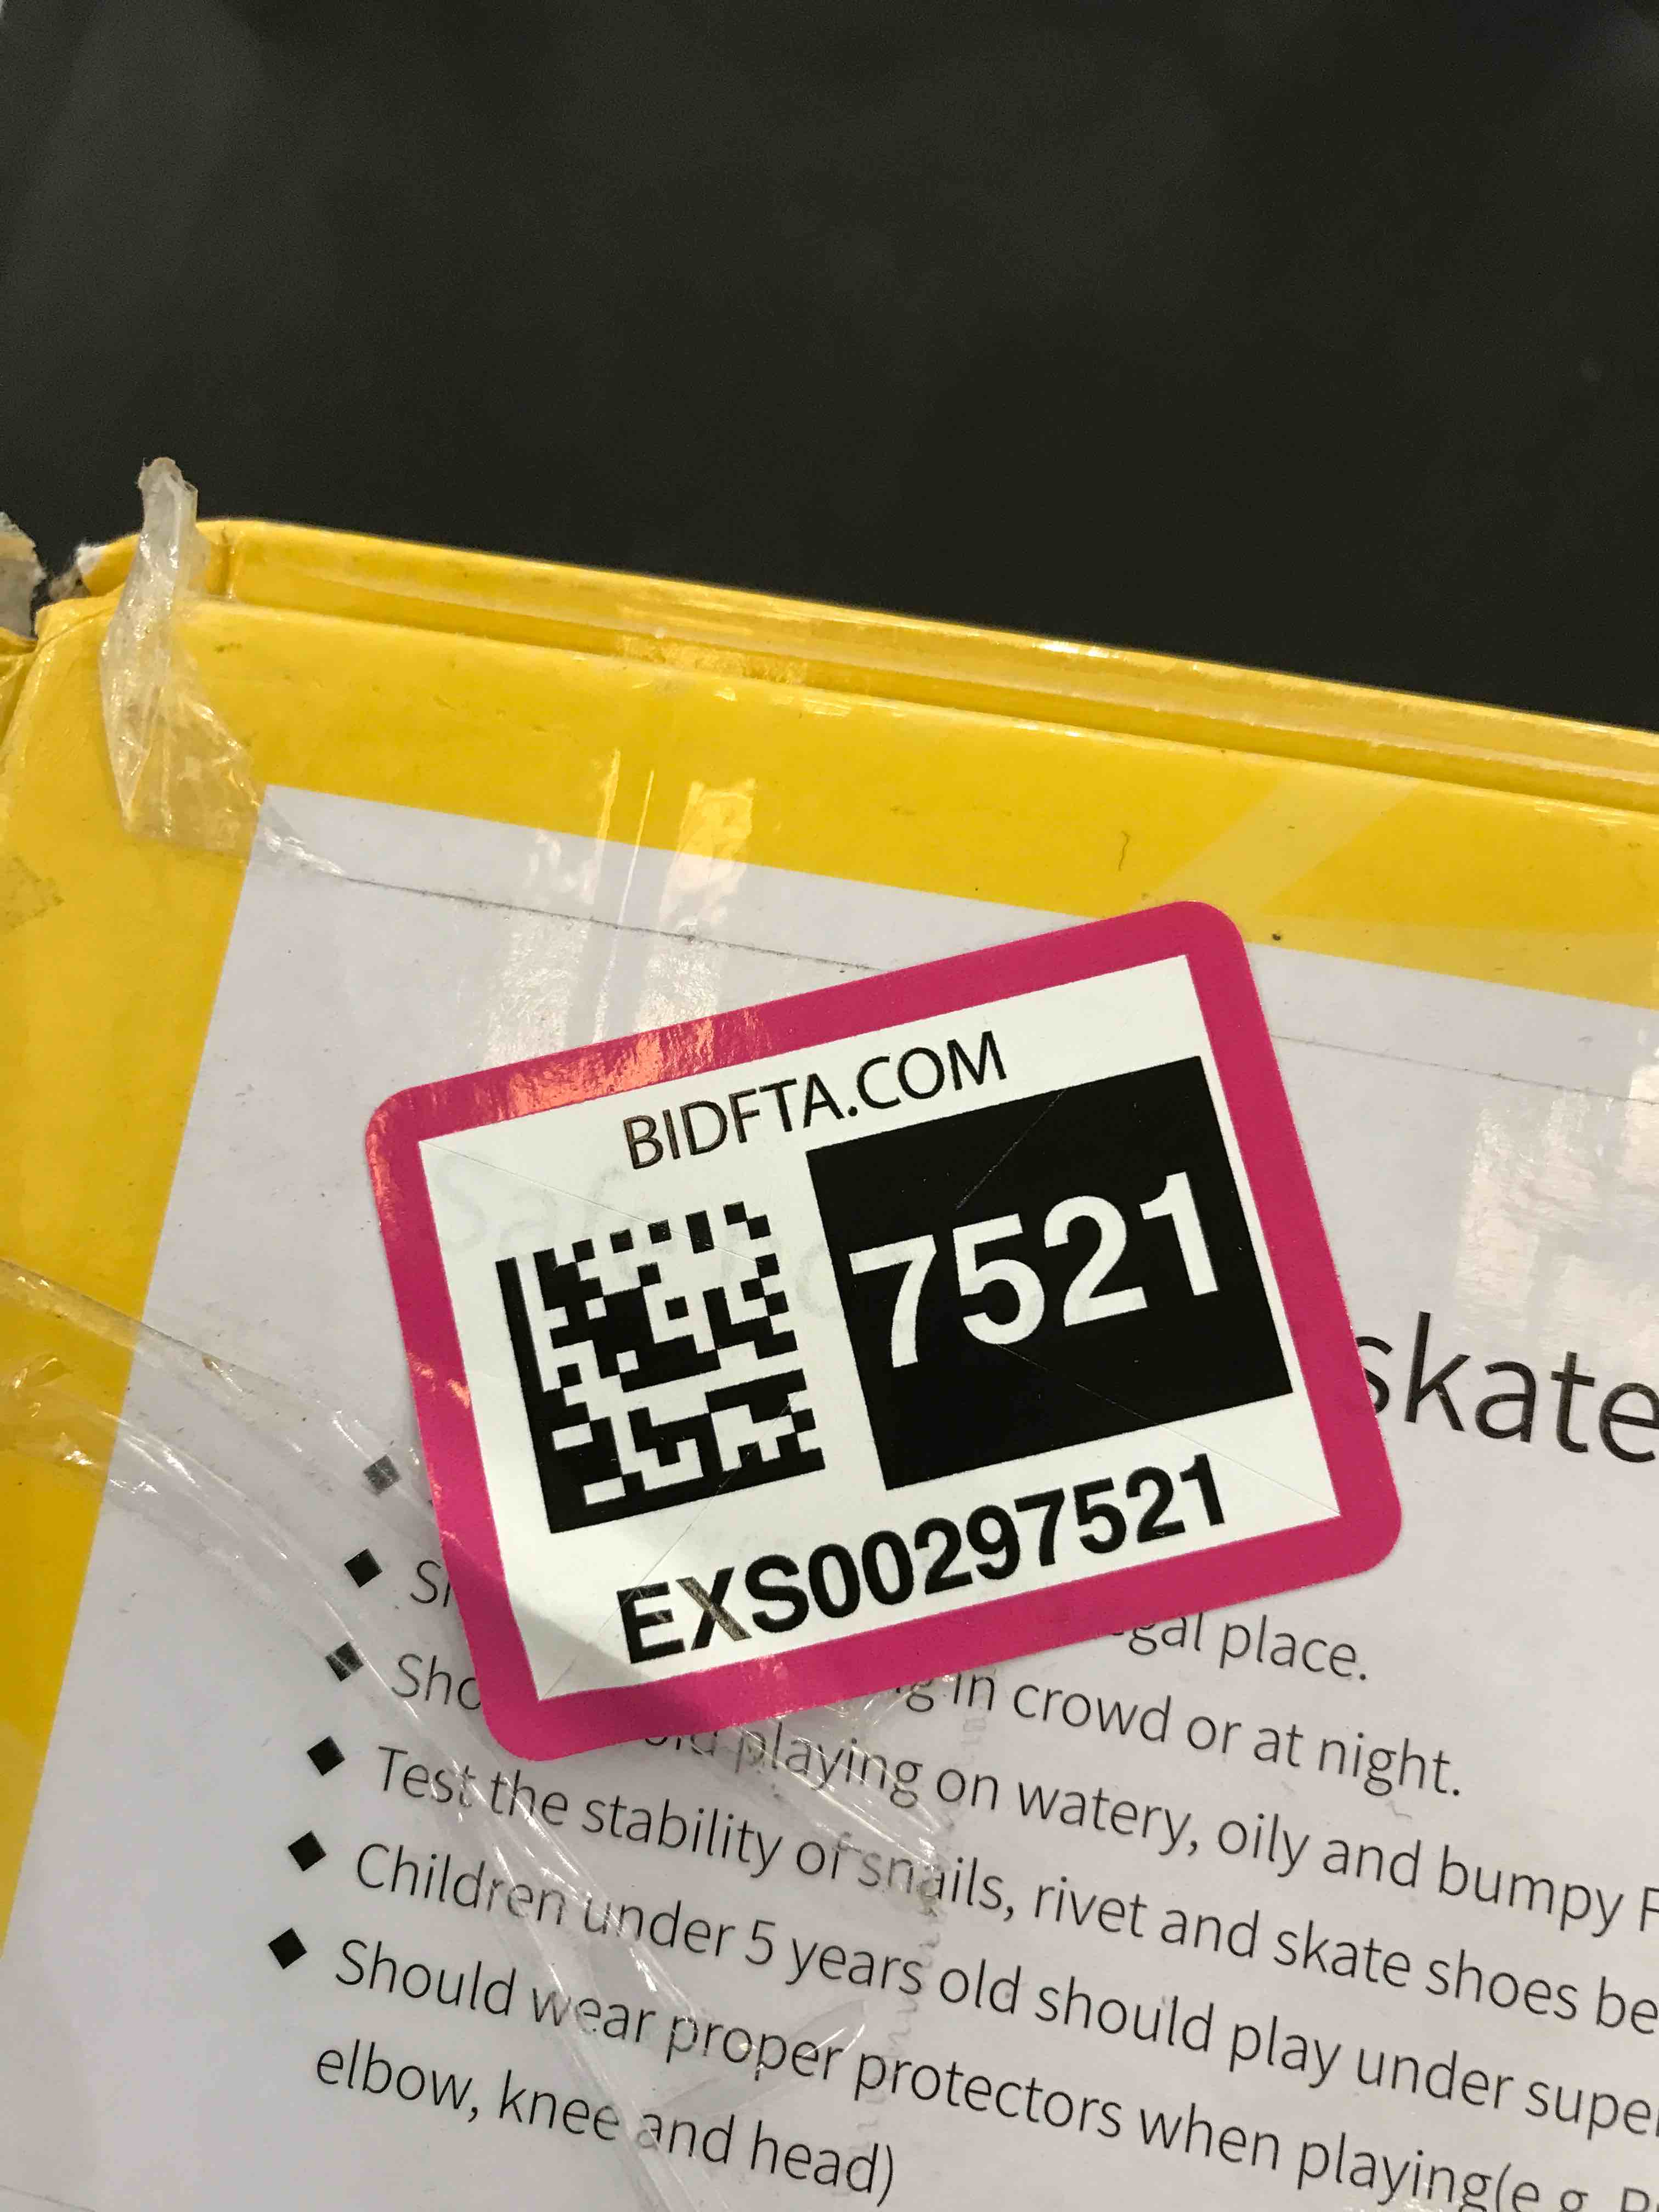 BIDFTA.COM
7521
EXS00297521
skate
gal place.
in crowd or at night.
playing on watery, oily and bumpy
Test the stability of snails, rivet and skate shoes be
Children under 5 years old should play under super
Should wear proper protectors when playing(e.g.
elbow, knee and head)